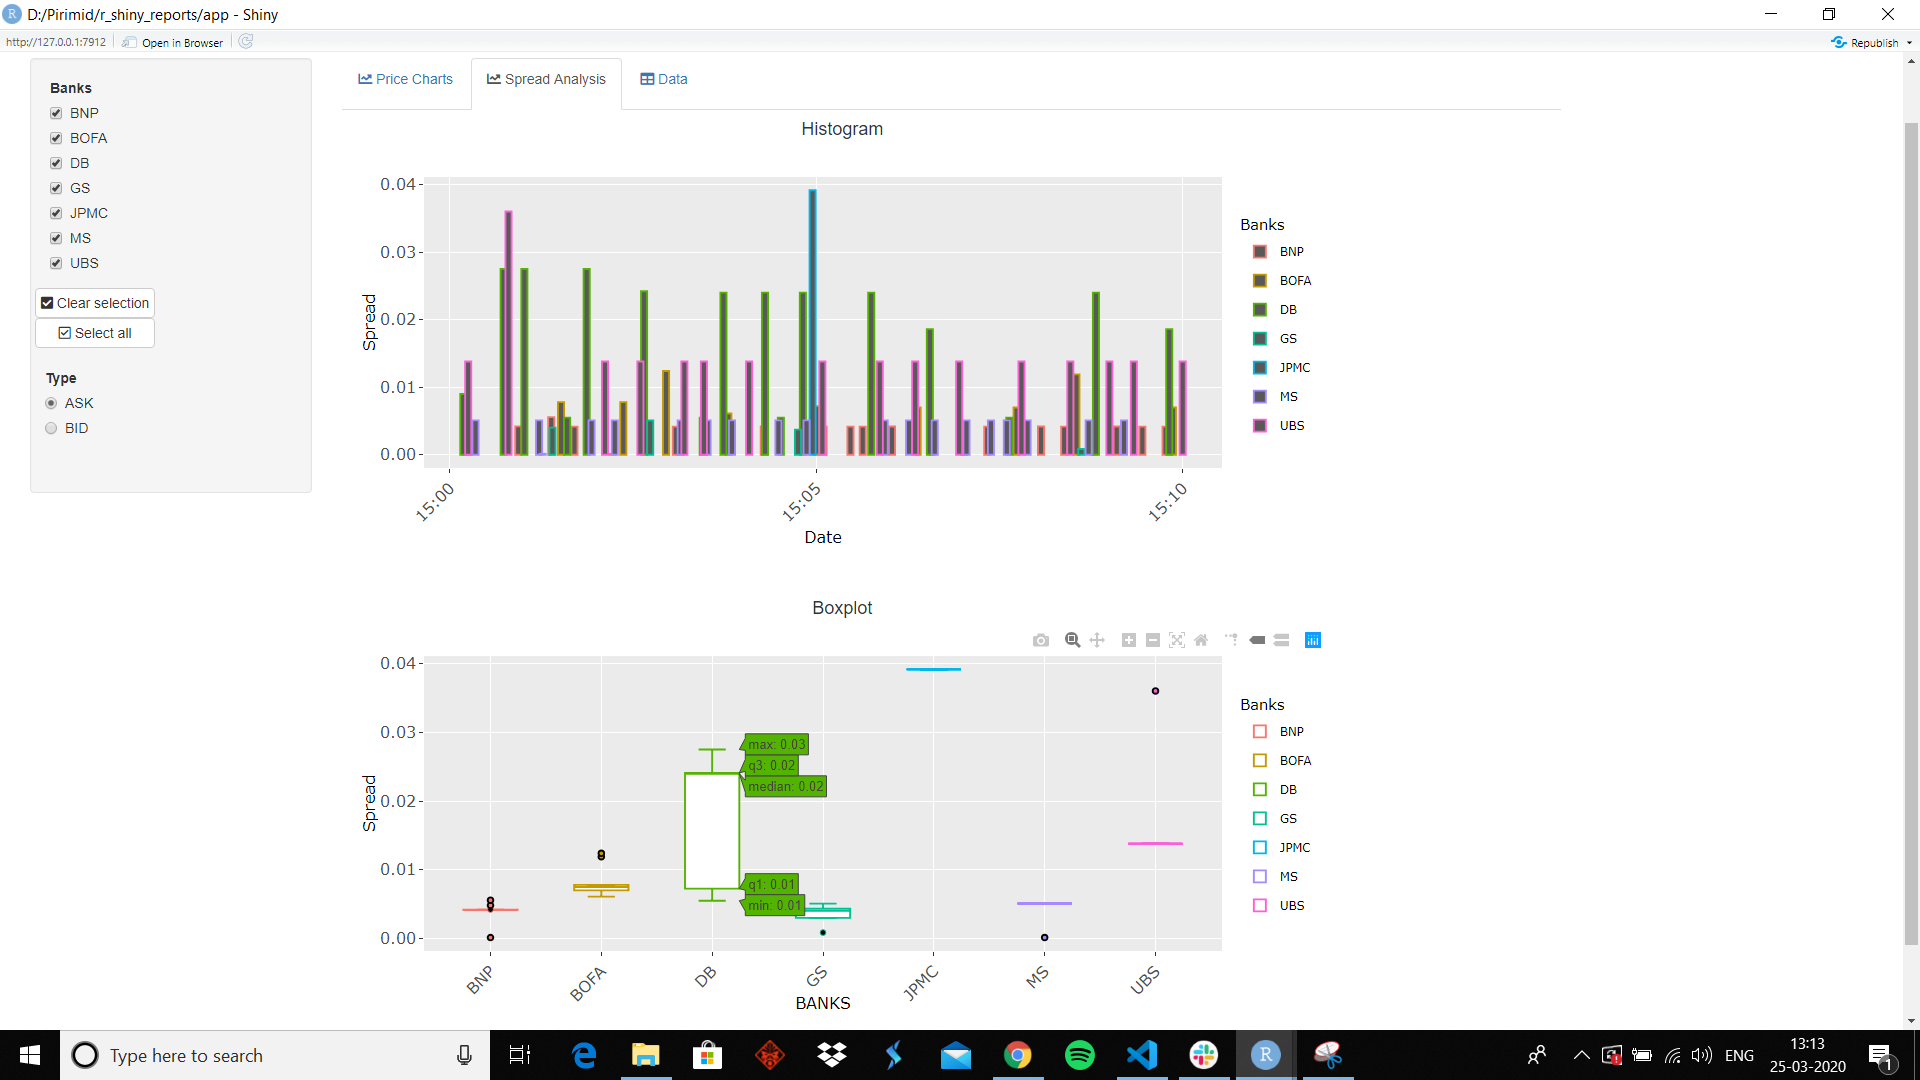 D:/Pirimid/r_shiny_reports/app - Shiny
http://127.0.0.1:7912 Open in Browser Republish
Banks
BNP
BOFA
DB
GS
JPMC
MS
UBS
Clear selection
Select all
Type
ASK
BID
Price Charts Spread Analysis Data
Histogram
0.04
0.03
0.02
0.01
0.00
Spread
15:00 15:05 15:10
Date
Banks
BNP
BOFA
DB
GS
JPMC
MS
UBS
Boxplot
0.04
0.03
0.02
0.01
0.00
Spread
max: 0.03
q3: 0.02
median: 0.02
q1: 0.01
min: 0.01
BNP BOFA DB GS JPMC MS UBS
BANKS
Banks
BNP
BOFA
DB
GS
JPMC
MS
UBS
Type here to search
ENG
13:13
25-03-2020
1